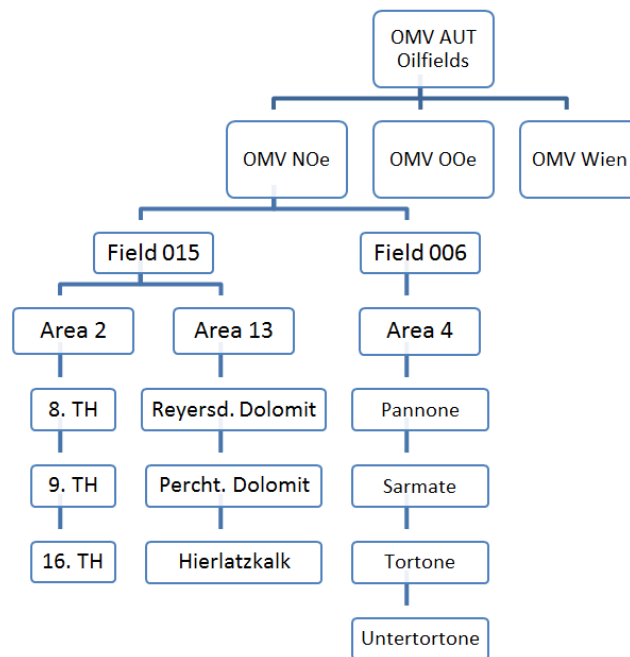 OMV AUT
Oilfields
OMV NOe
OMV OOe
OMV Wien
Field 015
Field 006
Area 2
Area 13
Area 4
8. TH
Reyersd. Dolomit
Pannone
9. TH
Percht. Dolomit
Sarmate
16. TH
Hierlatzkalk
Tortone
Untertortone